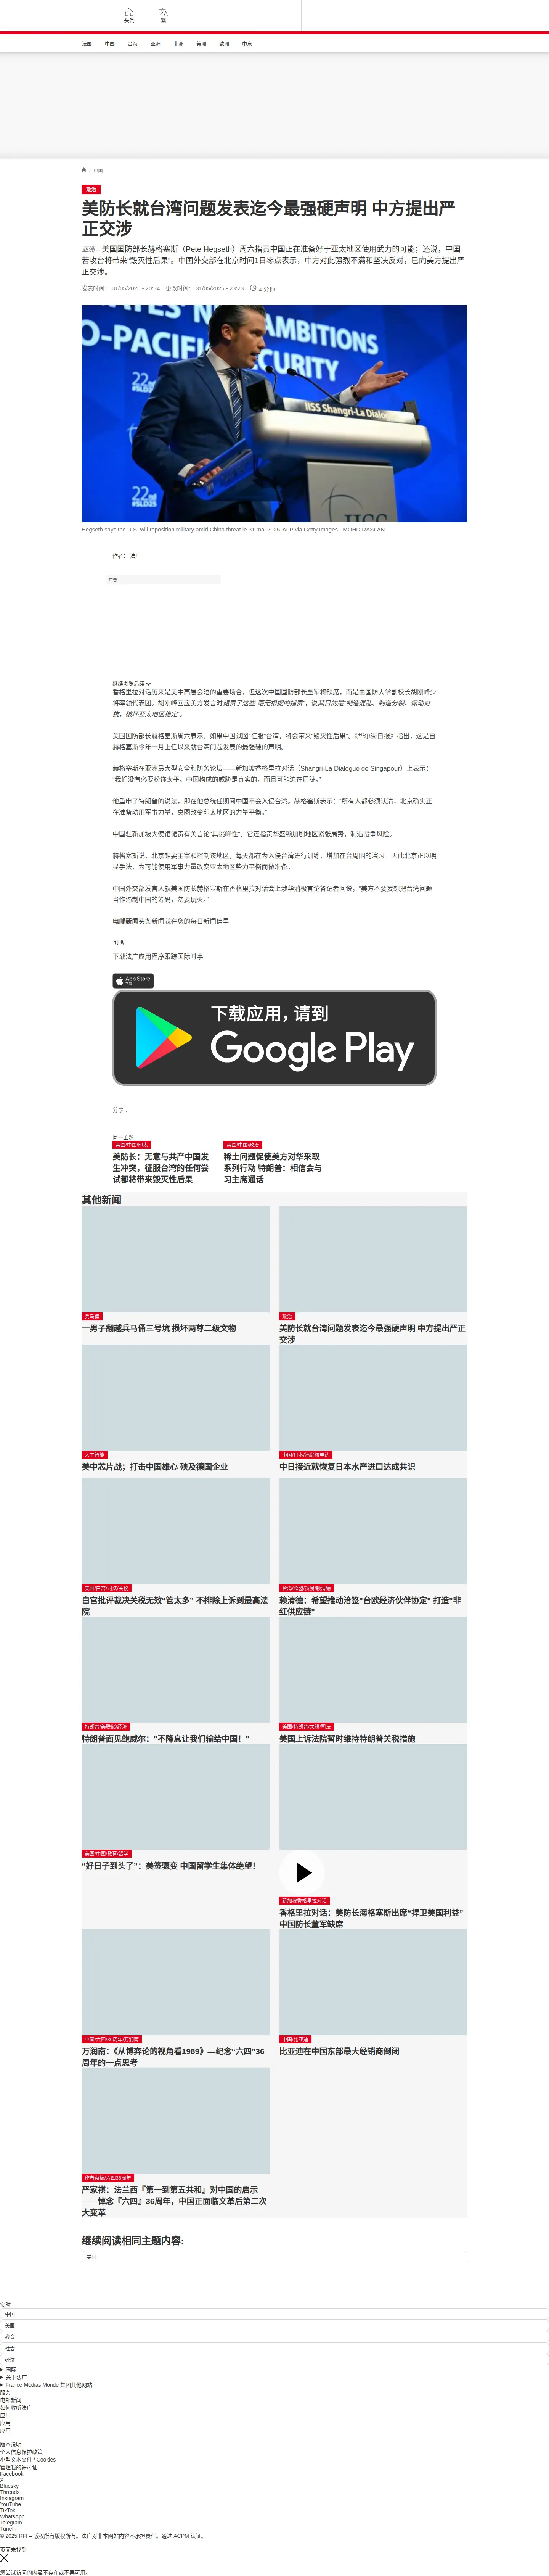 头条
繁
法国
中国
台海
亚洲
非洲
美洲
欧洲
中东
/ 法国
政治
美防长就台湾问题发表迄今最强硬声明 中方提出严
正交涉
亚洲 – 美国国防部长赫格塞斯（Pete Hegseth）周六指责中国正在准备好于亚太地区使用武力的可能；还说，中国
若攻台将带来“毁灭性后果”。中国外交部在北京时间1日零点表示，中方对此强烈不满和坚决反对，已向美方提出严
正交涉。
发表时间： 31/05/2025 - 20:34 更改时间： 31/05/2025 - 23:23 4 分钟
AMBITIONS
PACIFIC SECURITY
22nd
#SLD25
IISS Shangri-La Dialogue
22nd
#SLD25
Hegseth says the U.S. will reposition military amid China threat le 31 mai 2025 AFP via Getty Images - MOHD RASFAN
作者： 法广
广告
继续浏览后续
香格里拉对话历来是美中高层会晤的重要场合，但这次中国国防部长董军将缺席，而是由国防大学副校长胡刚峰少
将率领代表团。胡刚峰回应美方发言时谴责了这些“毫无根据的指责”，说其目的是“制造混乱、制造分裂、煽动对
抗，破坏亚太地区稳定”。
美国国防部长赫格塞斯周六表示，如果中国试图“征服”台湾，将会带来“毁灭性后果”。《华尔街日报》指出，这是自
赫格塞斯今年一月上任以来就台湾问题发表的最强硬的声明。
赫格塞斯在亚洲最大型安全和防务论坛——新加坡香格里拉对话（Shangri-La Dialogue de Singapour）上表示：
“我们没有必要粉饰太平。中国构成的威胁是真实的，而且可能迫在眉睫。”
他重申了特朗普的说法，即在他总统任期间中国不会入侵台湾。赫格塞斯表示：“所有人都必须认清，北京确实正
在准备动用军事力量，意图改变印太地区的力量平衡。”
中国驻新加坡大使馆谴责有关言论“具挑衅性”。它还指责华盛顿加剧地区紧张局势，制造战争风险。
赫格塞斯说，北京想要主宰和控制该地区，每天都在为入侵台湾进行训练，增加在台周围的演习。因此北京正以明
显手法，为可能使用军事力量改变亚太地区势力平衡而做准备。
中国外交部发言人就美国防长赫格塞斯在香格里拉对话会上涉华消极言论答记者问说，“美方不要妄想把台湾问题
当作遏制中国的筹码，勿要玩火。”
电邮新闻头条新闻就在您的每日新闻信里
订阅
下载法广应用程序跟踪国际时事
App Store
下载
下载应用，请到
Google Play
分享 :
同一主题
美国/中国/印太
美防长：无意与共产中国发
生冲突，征服台湾的任何尝
试都将带来毁灭性后果
美国/中国/政治
稀土问题促使美方对华采取
系列行动 特朗普：相信会与
习主席通话
其他新闻
兵马俑
一男子翻越兵马俑三号坑 损坏两尊二级文物
政治
美防长就台湾问题发表迄今最强硬声明 中方提出严正
交涉
人工智能
美中芯片战；打击中国雄心 殃及德国企业
中国/日本/福岛核电站
中日接近就恢复日本水产进口达成共识
美国/白宫/司法/关税
白宫批评裁决关税无效“管太多” 不排除上诉到最高法
院
台湾/欧盟/贸易/赖清德
赖清德：希望推动洽签“台欧经济伙伴协定” 打造“非
红供应链”
特朗普/美联储/经济
特朗普面见鲍威尔：“不降息让我们输给中国！”
美国/特朗普/关税/司法
美国上诉法院暂时维持特朗普关税措施
美国/中国/教育/留学
“好日子到头了”：美签骤变 中国留学生集体绝望！
新加坡香格里拉对话
香格里拉对话：美防长海格塞斯出席“捍卫美国利益”
中国防长董军缺席
中国/六四/36周年/万润南
万润南：《从博弈论的视角看1989》—纪念“六四”36
周年的一点思考
中国/比亚迪
比亚迪在中国东部最大经销商倒闭
作者惠稿/六四36周年
严家祺：法兰西『第一到第五共和』对中国的启示
——悼念『六四』36周年，中国正面临文革后第二次
大变革
继续阅读相同主题内容:
美国
实时
中国
美国
教育
社会
经济
国际
关于法广
France Médias Monde 集团其他网站
服务
电邮新闻
如何收听法广
应用
应用
应用
版本说明
个人信息保护政策
小型文本文件 / Cookies
管理我的许可证
Facebook
X
Bluesky
Threads
Instagram
YouTube
TikTok
WhatsApp
Telegram
TuneIn
© 2025 RFI – 版权所有版权所有。法广对非本网站内容不承担责任。通过 ACPM 认证。
页面未找到
您尝试访问的内容不存在或不再可用。